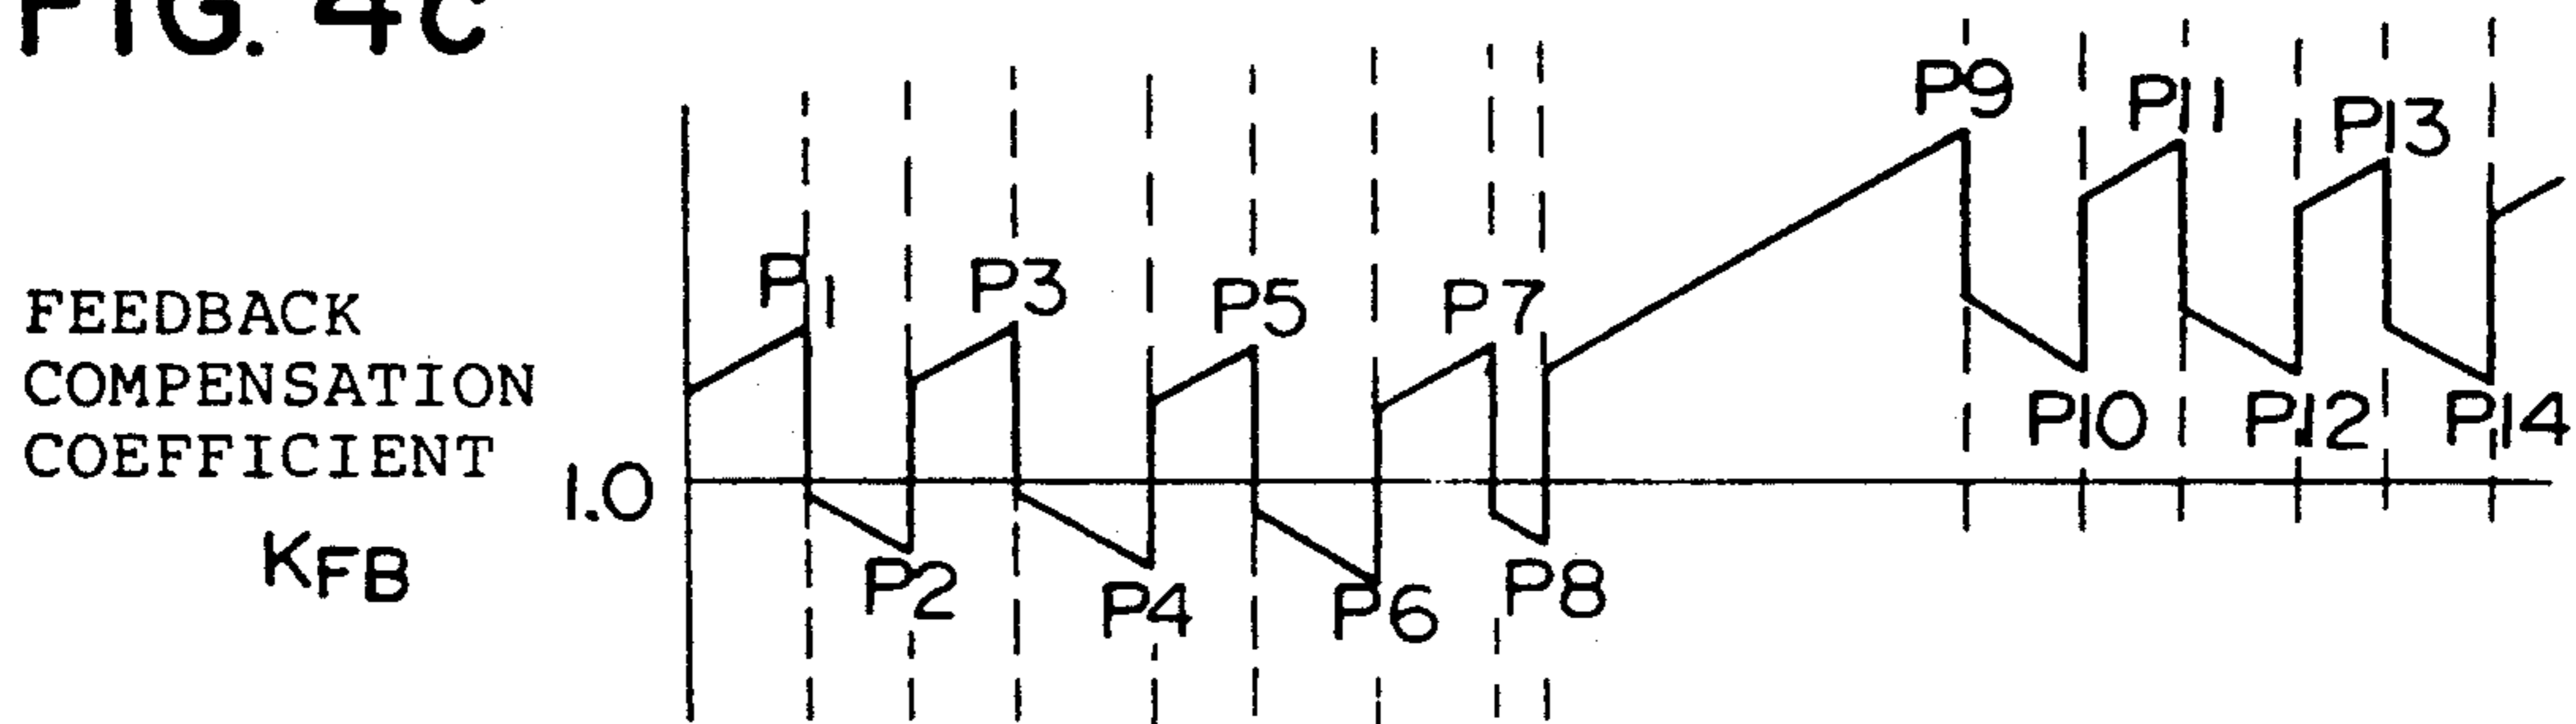 FIG. 4c
P9
P11
P13
P1
P3
P5
P7
FEEDBACK
COMPENSATION
COEFFICIENT
1.0
KFB
P2
P4
P6
P8
P10
P12
P14